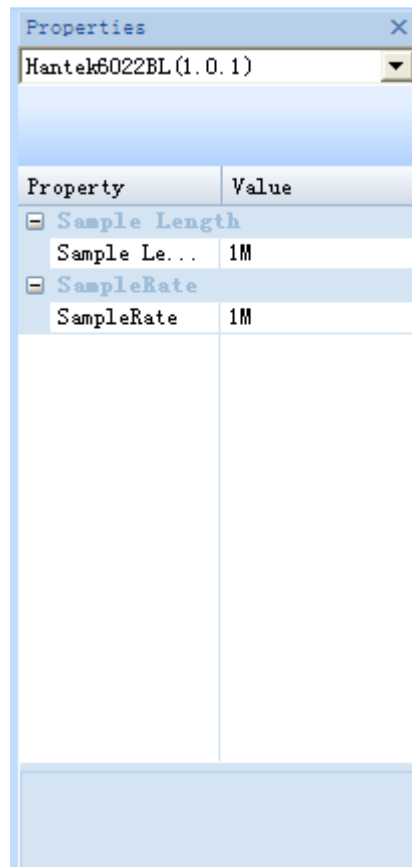 Properties
Hantek6022BL(1.0.1)
Property Value
Sample Length
Sample Le... 1M
SampleRate
SampleRate 1M